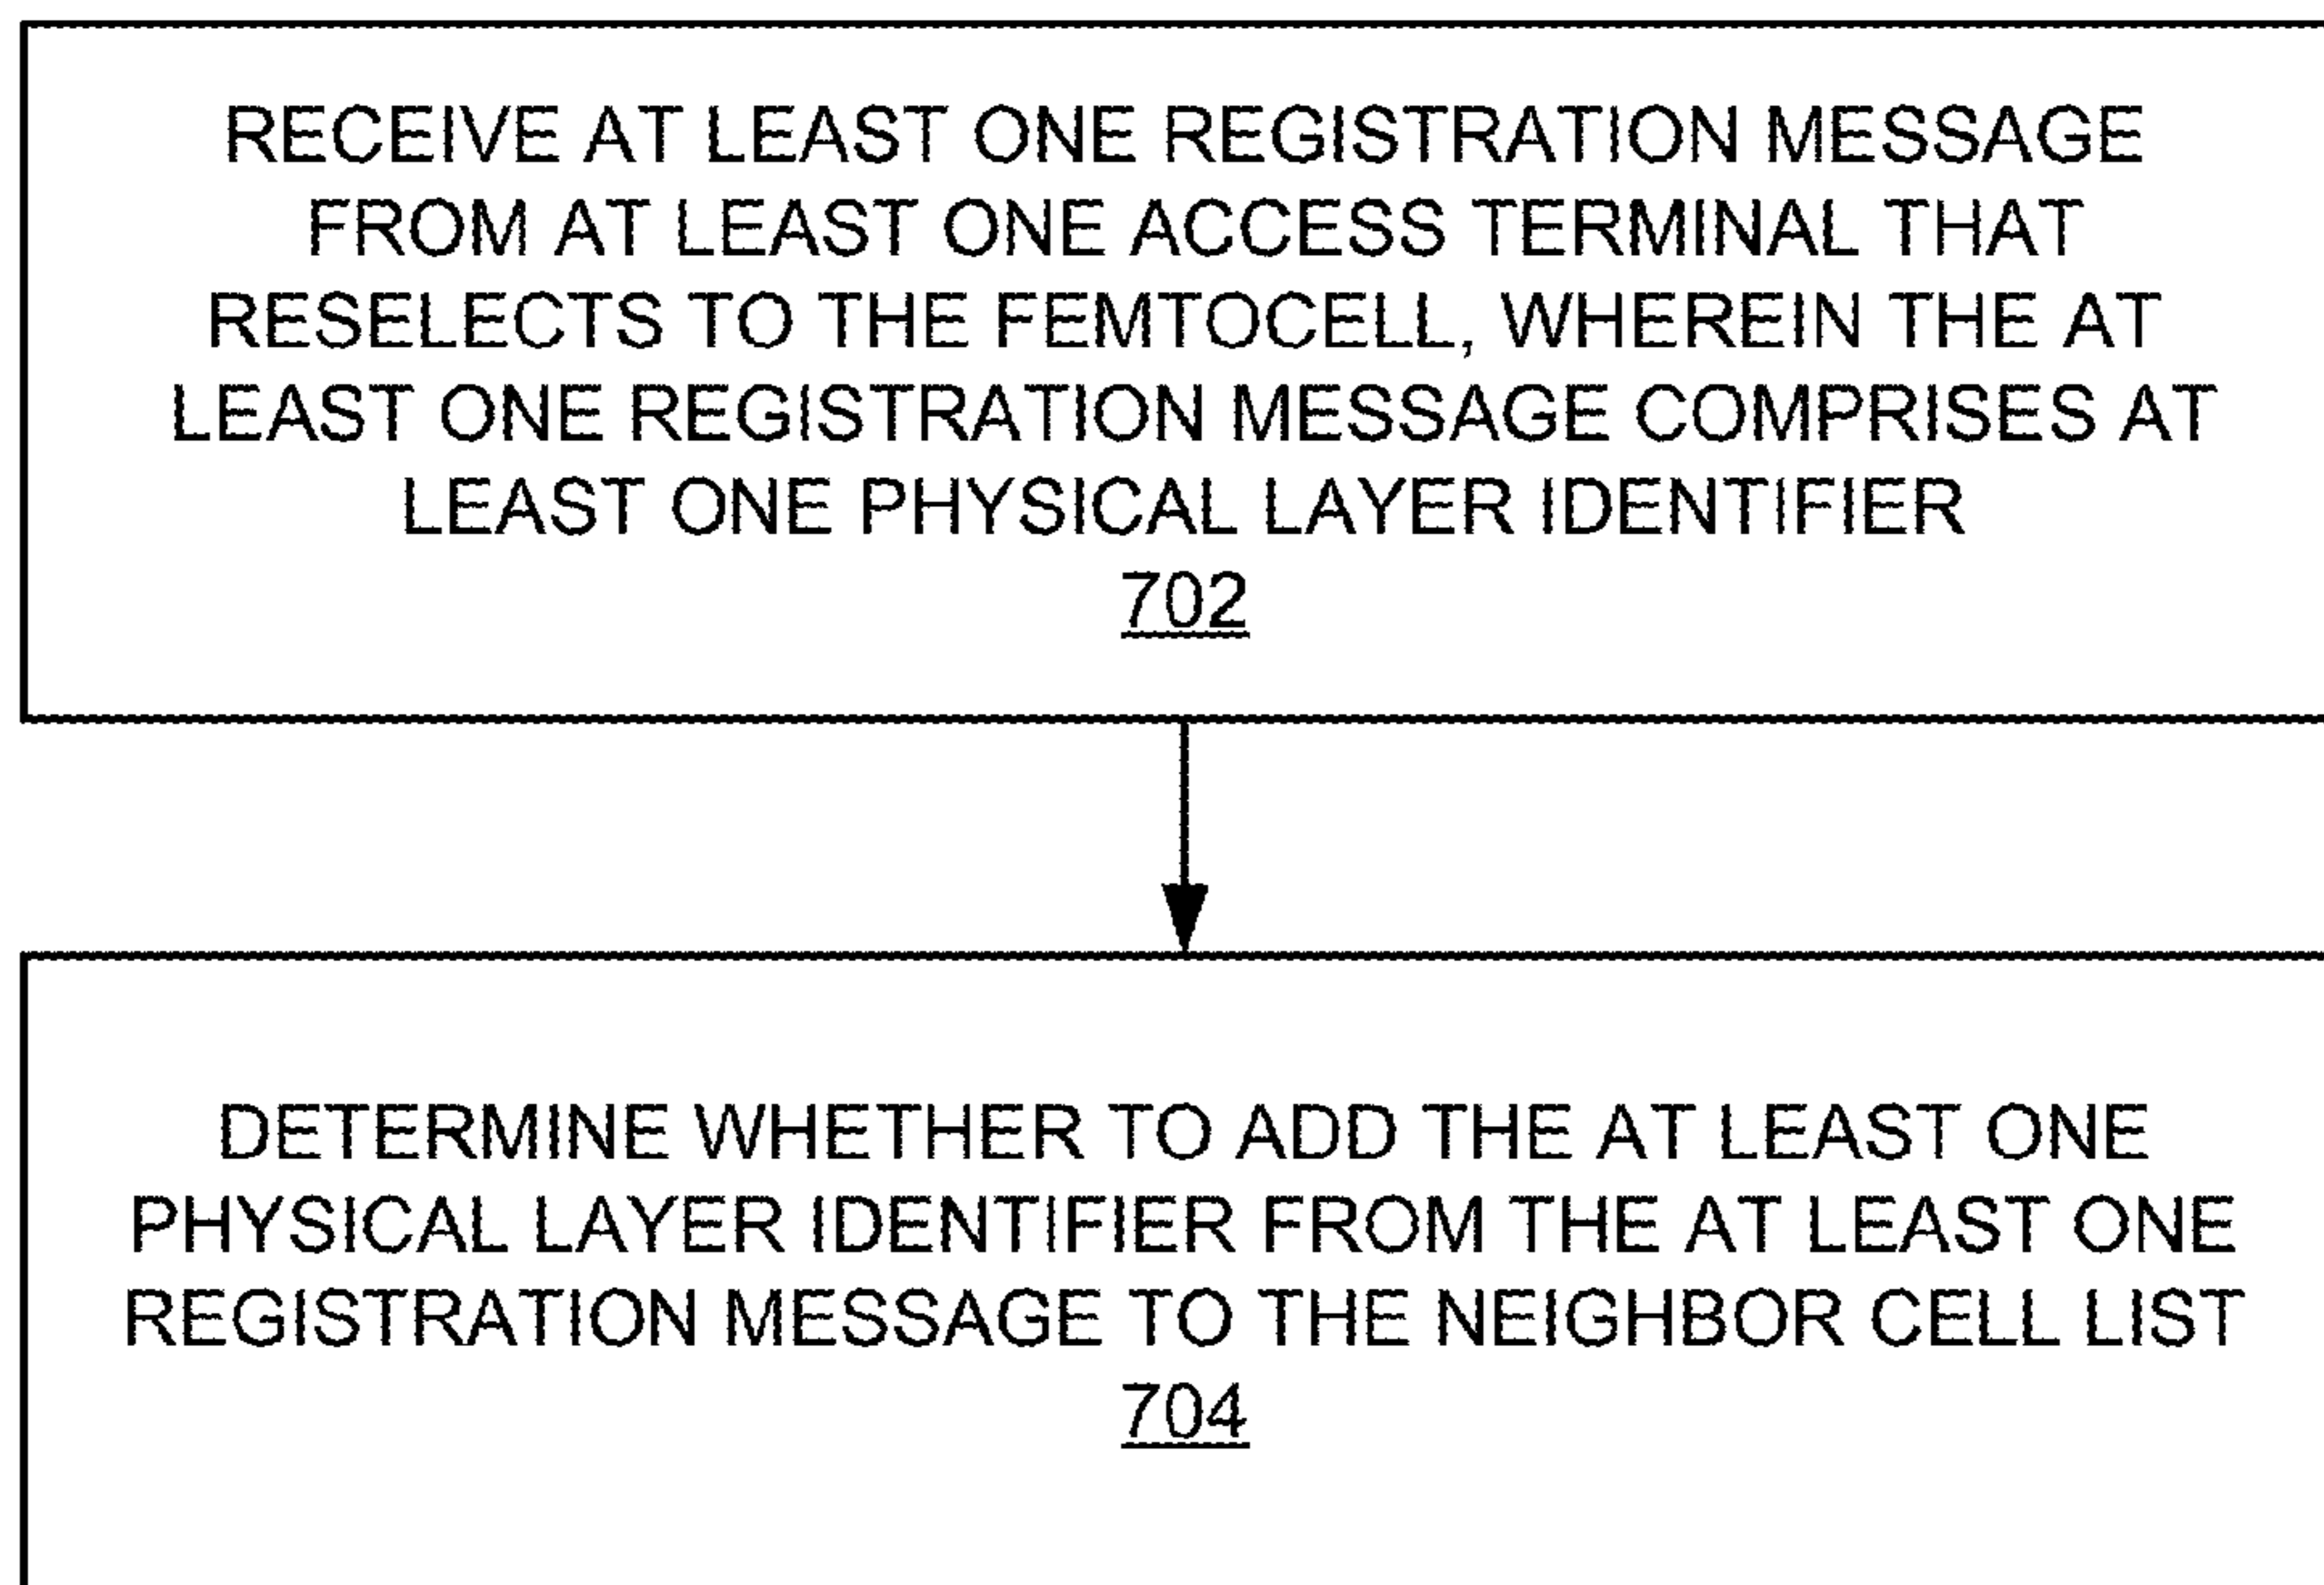 RECEIVE AT LEAST ONE REGISTRATION MESSAGE
FROM AT LEAST ONE ACCESS TERMINAL THAT
RESELECTS TO THE FEMTOCELL, WHEREIN THE AT
LEAST ONE REGISTRATION MESSAGE COMPRISES AT
LEAST ONE PHYSICAL LAYER IDENTIFIER
702
DETERMINE WHETHER TO ADD THE AT LEAST ONE
PHYSICAL LAYER IDENTIFIER FROM THE AT LEAST ONE
REGISTRATION MESSAGE TO THE NEIGHBOR CELL LIST
704